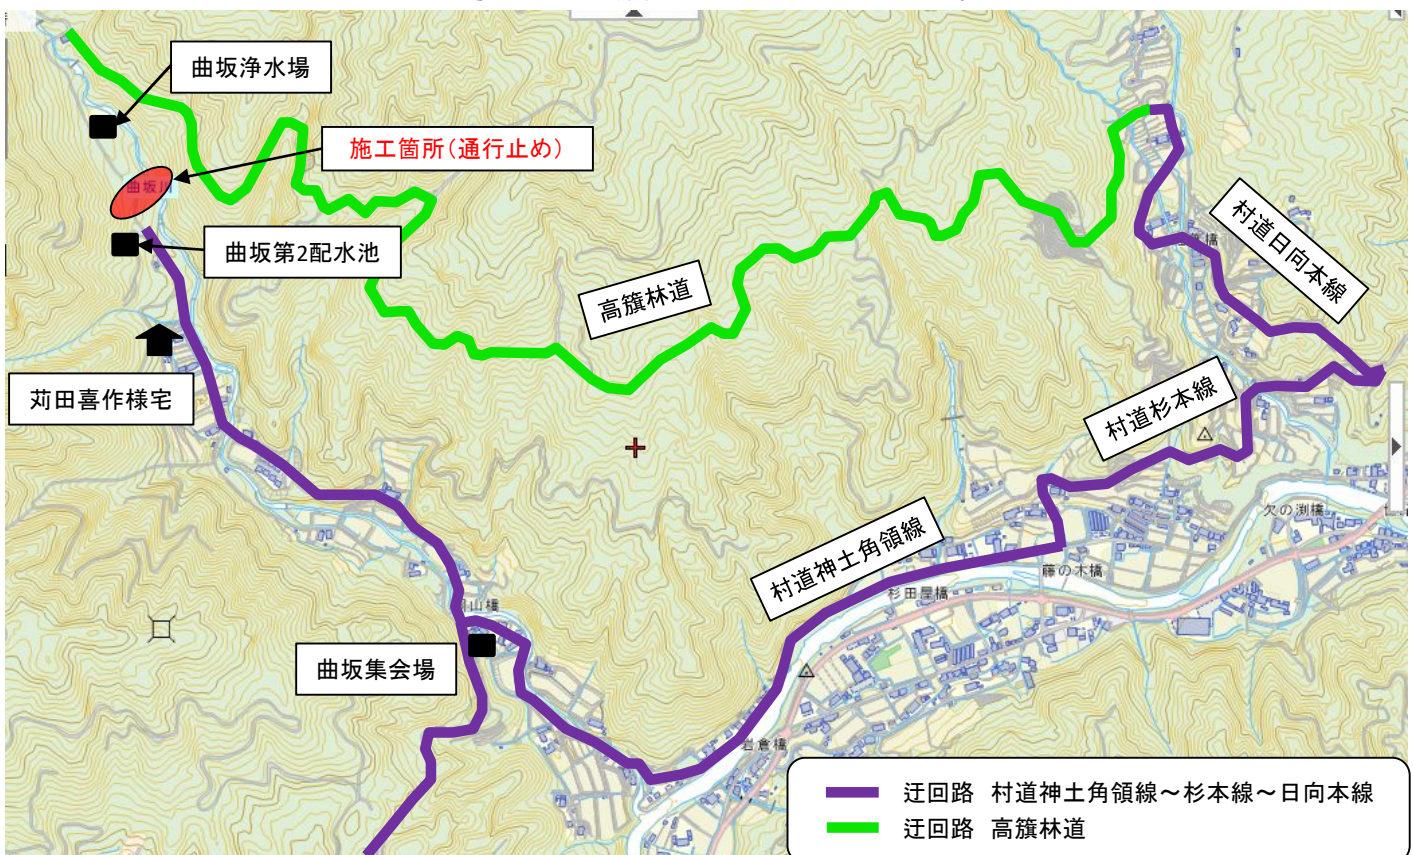 曲坂浄水場
施工箇所(通行止め)
曲坂川
曲坂第2配水池
村道日向本線
高籏林道
苅田喜作様宅
村道杉本線
欠の渕橋
村道神土角領線
藤の木橋
杉田屋橋
曲坂集会場
岩倉橋
迂回路 村道神土角領線～杉本線～日向本線
迂回路 高籏林道